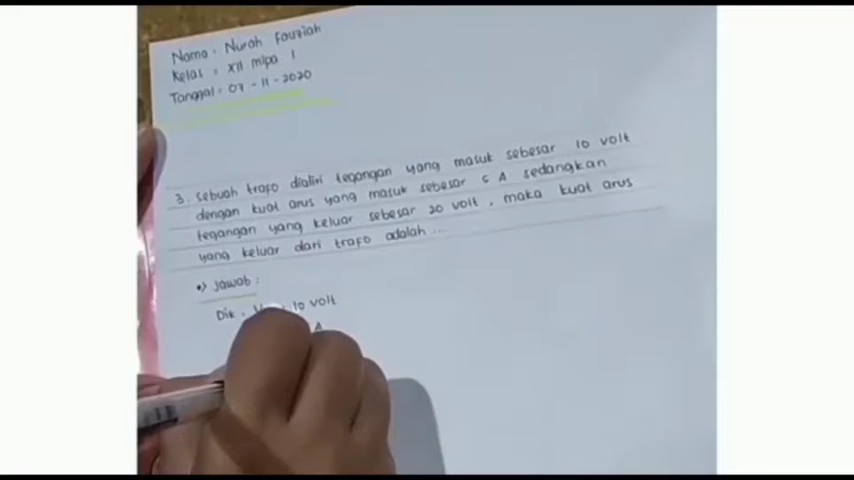 Nama : Nurah Fauziah
Kelas : XII mipa 1
Tanggal : 07 - 11 - 2020
3. Sebuah trafo dialiri tegangan yang masuk sebesar 10 volt
dengan kuat arus yang masuk sebesar 5 A sedangkan
tegangan yang keluar sebesar 20 volt, maka kuat arus
yang keluar dari trafo adalah ...
•) Jawab :
Dik . V 10 volt
A